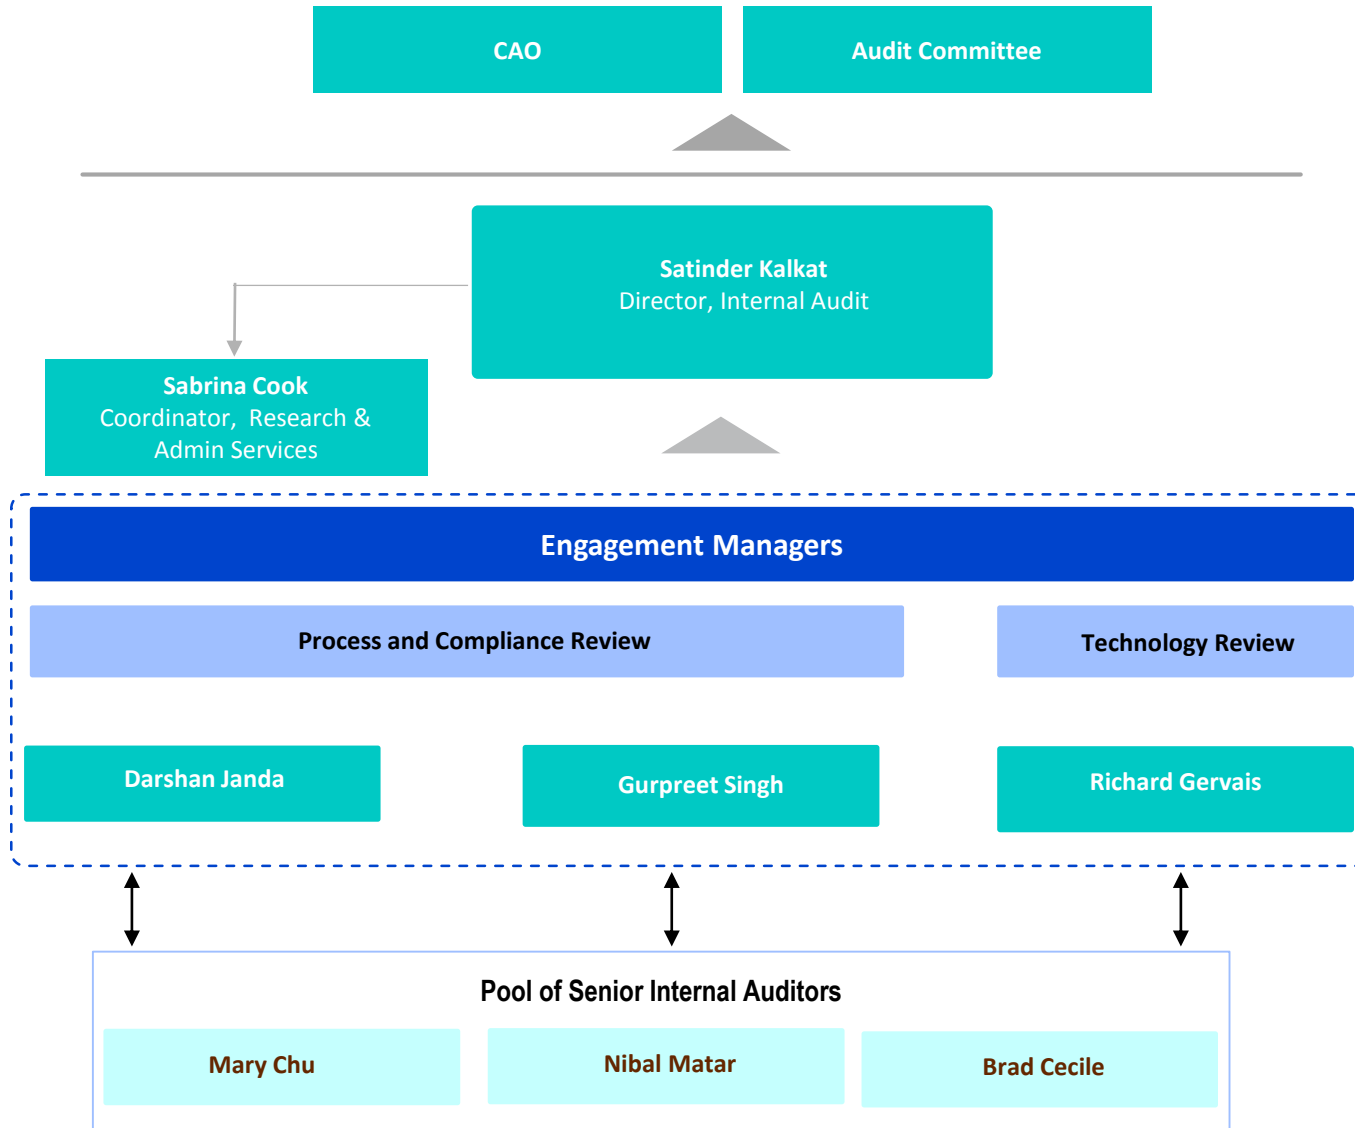 CAO
Audit Committee
Satinder Kalkat
Director, Internal Audit
Sabrina Cook
Coordinator, Research &
Admin Services
Engagement Managers
Process and Compliance Review
Technology Review
Darshan Janda
Gurpreet Singh
Richard Gervais
Pool of Senior Internal Auditors
Mary Chu
Nibal Matar
Brad Cecile